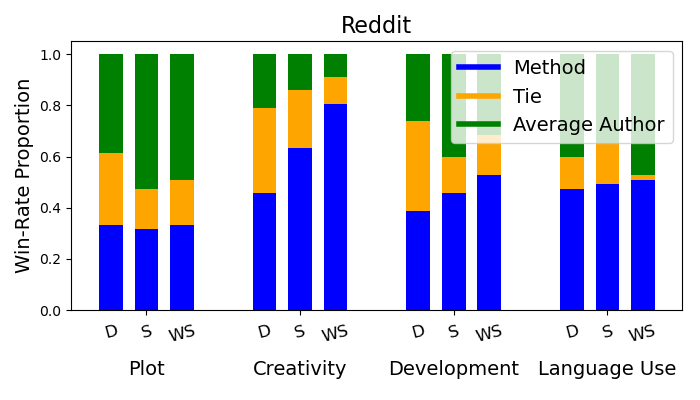 Reddit
Win-Rate Proportion
1.0
0.8
0.6
0.4
0.2
0.0
Method
Tie
Average Author
D S WS D S WS D S WS D S WS
Plot Creativity Development Language Use